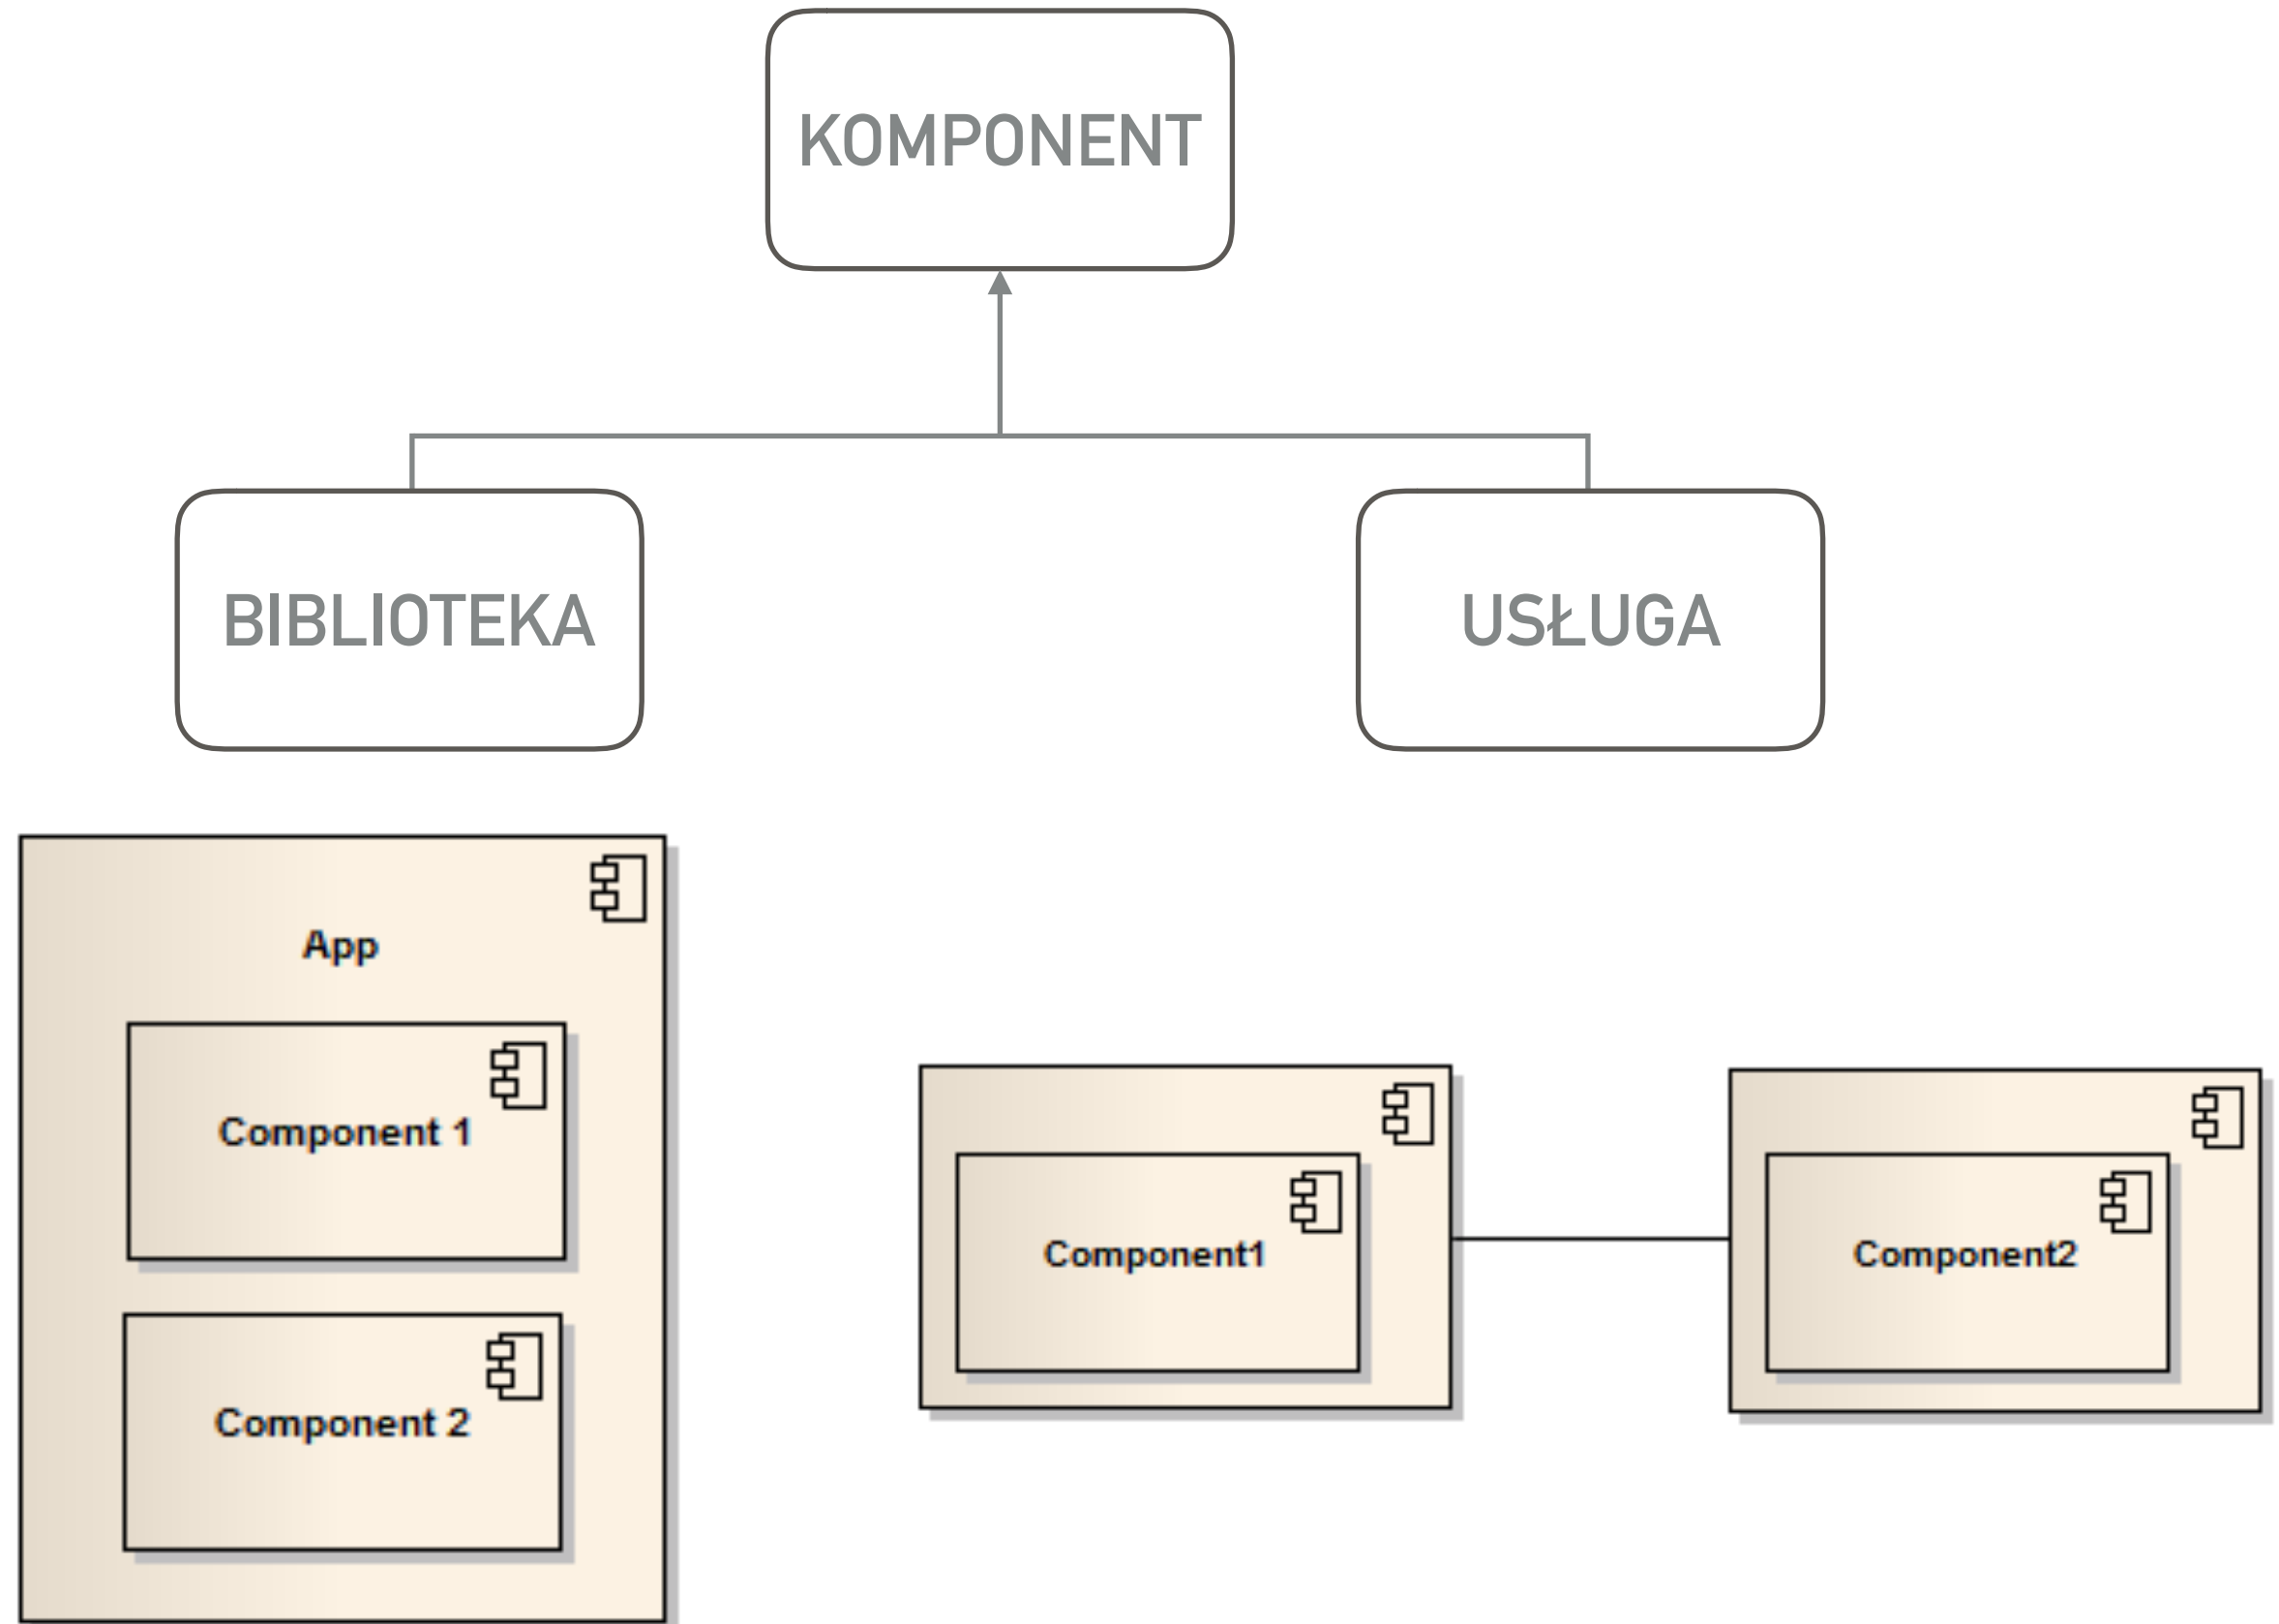 KOMPONENT
BIBLIOTEKA
USŁUGA
App
Component 1
Component 2
Component1
Component2